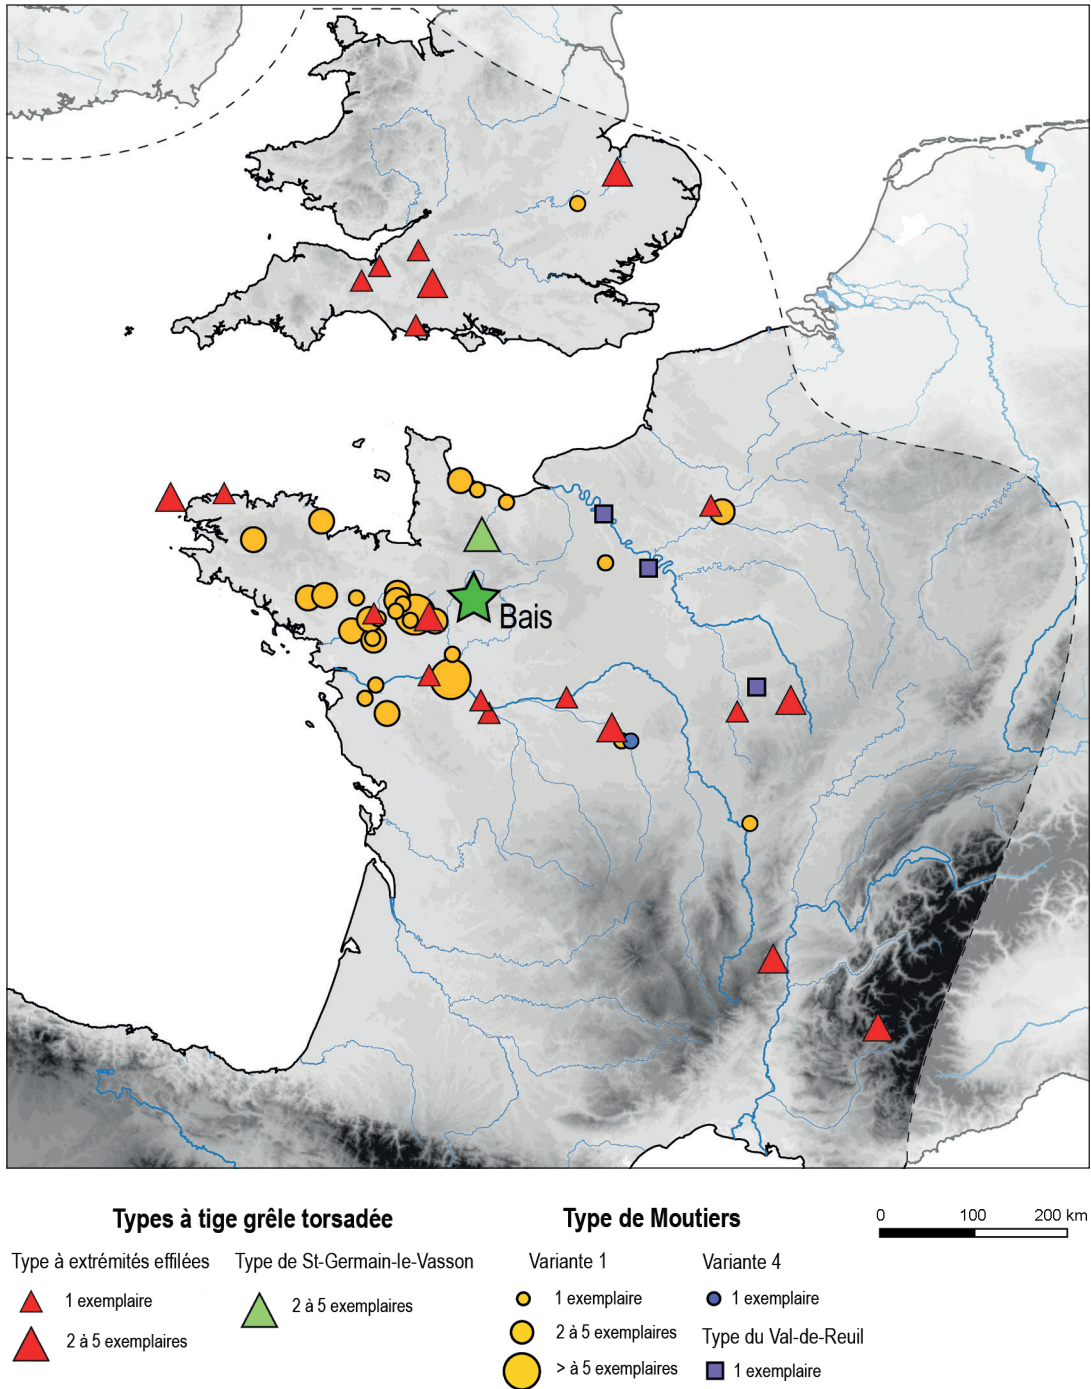 Bais
Types à tige grêle torsadée
Type de Moutiers
0 100 200 km
Type à extrémités effilées
Type de St-Germain-le-Vasson
Variante 1
Variante 4
1 exemplaire
2 à 5 exemplaires
2 à 5 exemplaires
1 exemplaire
2 à 5 exemplaires
> à 5 exemplaires
1 exemplaire
Type du Val-de-Reuil
1 exemplaire